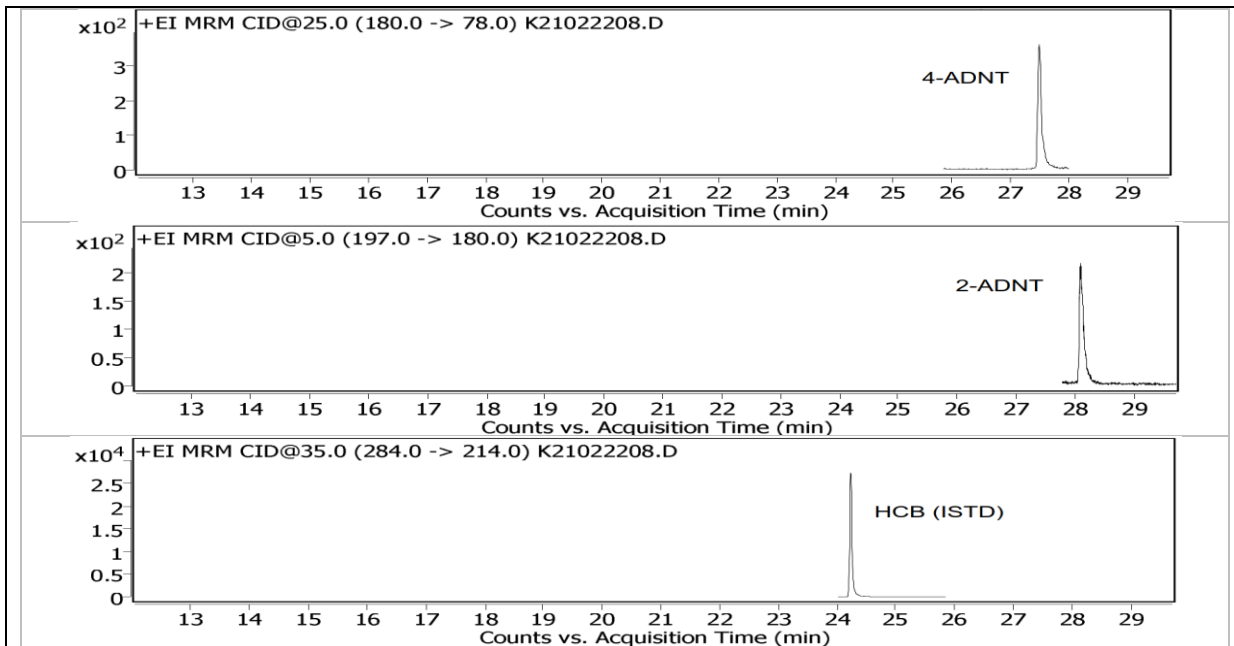 x10² +EI MRM CID@25.0 (180.0 -> 78.0) K21022208.D
4-ADNT
3
2
1
0
13 14 15 16 17 18 19 20 21 22 23 24 25 26 27 28 29
Counts vs. Acquisition Time (min)
x10² +EI MRM CID@5.0 (197.0 -> 180.0) K21022208.D
2-ADNT
2
1.5
1
0.5
0
13 14 15 16 17 18 19 20 21 22 23 24 25 26 27 28 29
Counts vs. Acquisition Time (min)
x10⁴ +EI MRM CID@35.0 (284.0 -> 214.0) K21022208.D
2.5
HCB (ISTD)
2
1.5
1
0.5
0
13 14 15 16 17 18 19 20 21 22 23 24 25 26 27 28 29
Counts vs. Acquisition Time (min)